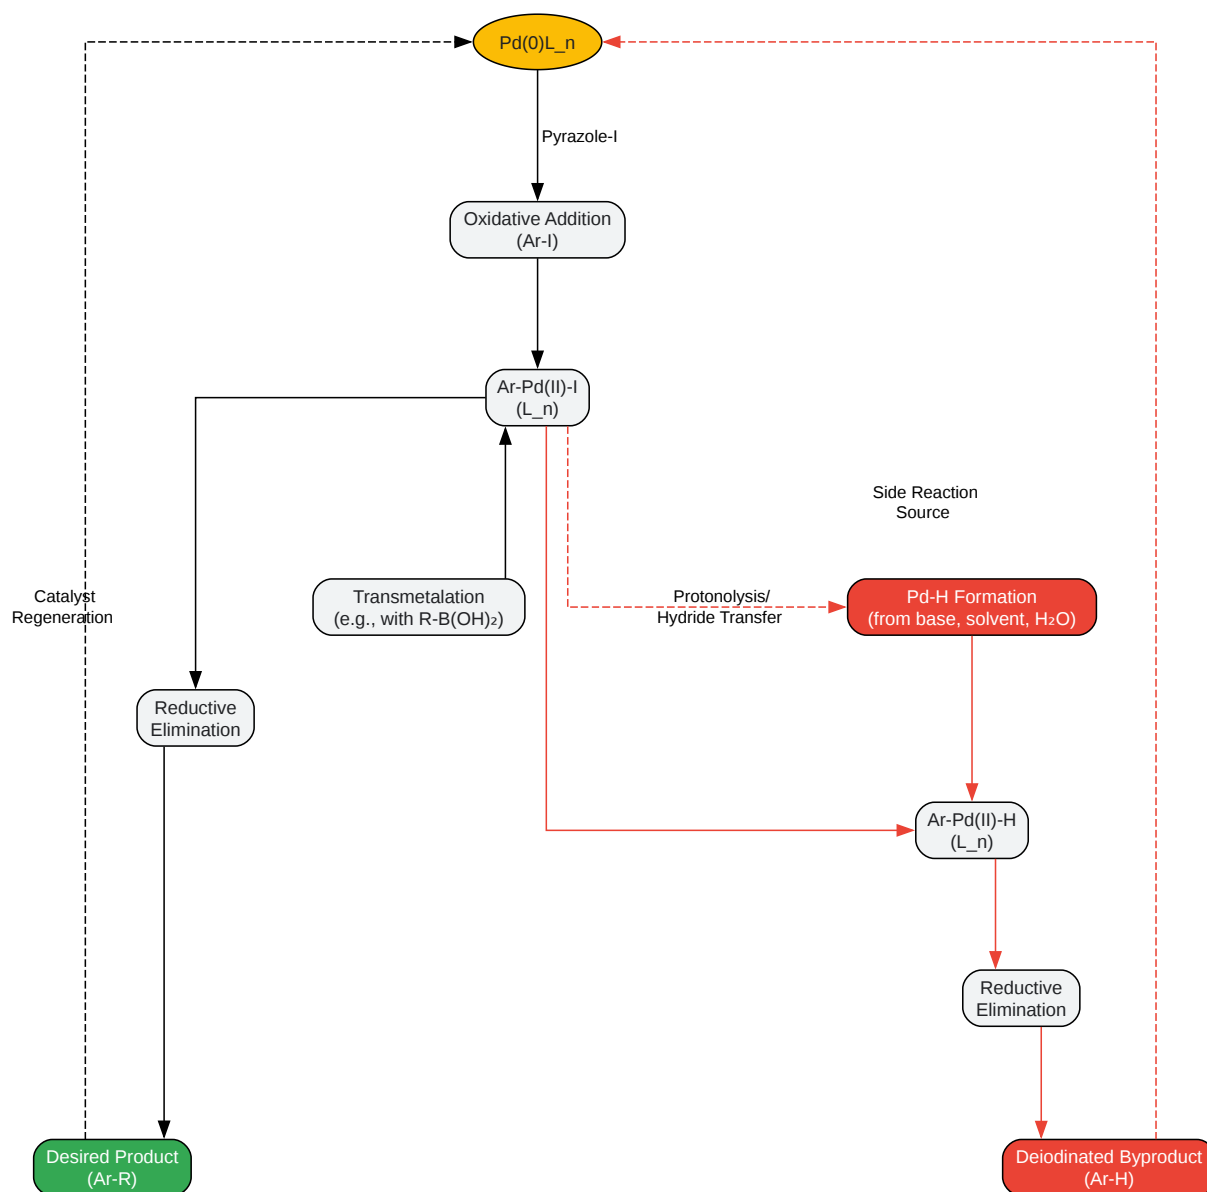 Pd(0)L_n
Pyrazole-I
Oxidative Addition
(Ar-I)
Ar-Pd(II)-I
(L_n)
Side Reaction
Source
Catalyst
Regeneration
Transmetalation
(e.g., with R-B(OH)₂)
Protonolysis/
Hydride Transfer
Pd-H Formation
(from base, solvent, H₂O)
Reductive
Elimination
Ar-Pd(II)-H
(L_n)
Reductive
Elimination
Desired Product
(Ar-R)
Deiodinated Byproduct
(Ar-H)